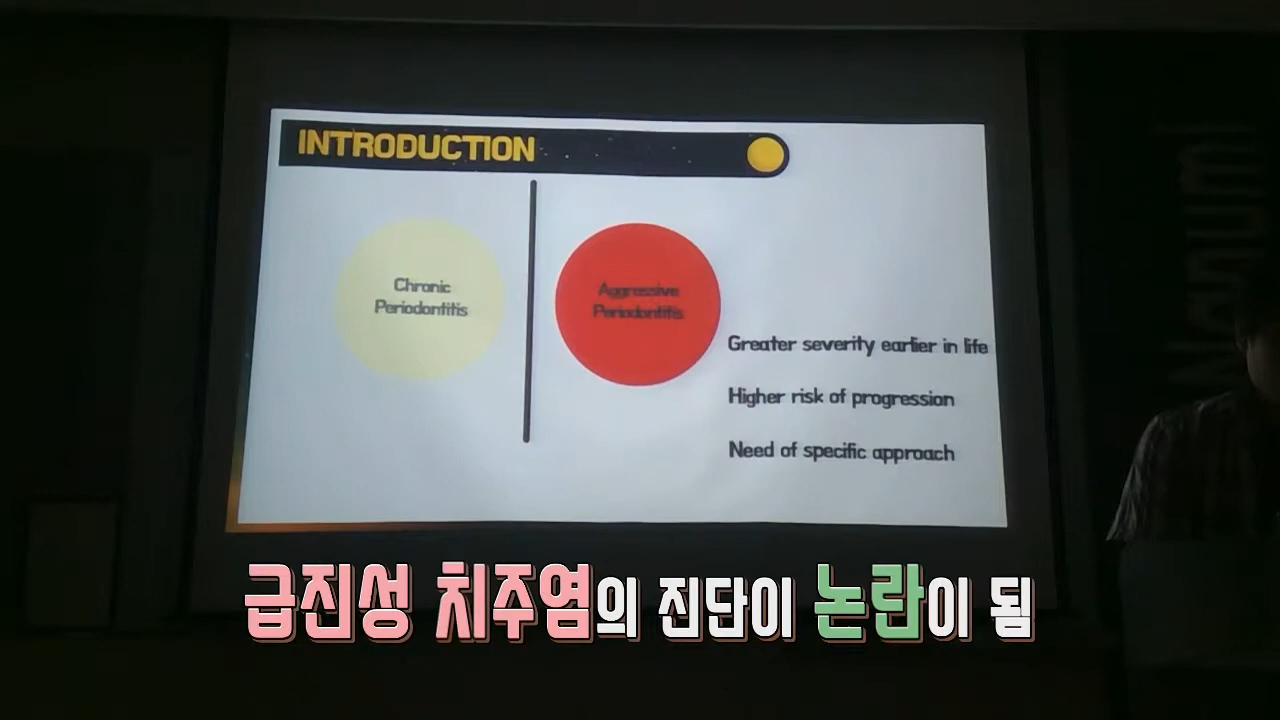 INTRODUCTION
Chronic
Periodontitis
Aggressive
Periodontitis
Greater severity earlier in life
Higher risk of progression
Need of specific approach
Nanum
급진성 치주염의 진단이 논란이 됨